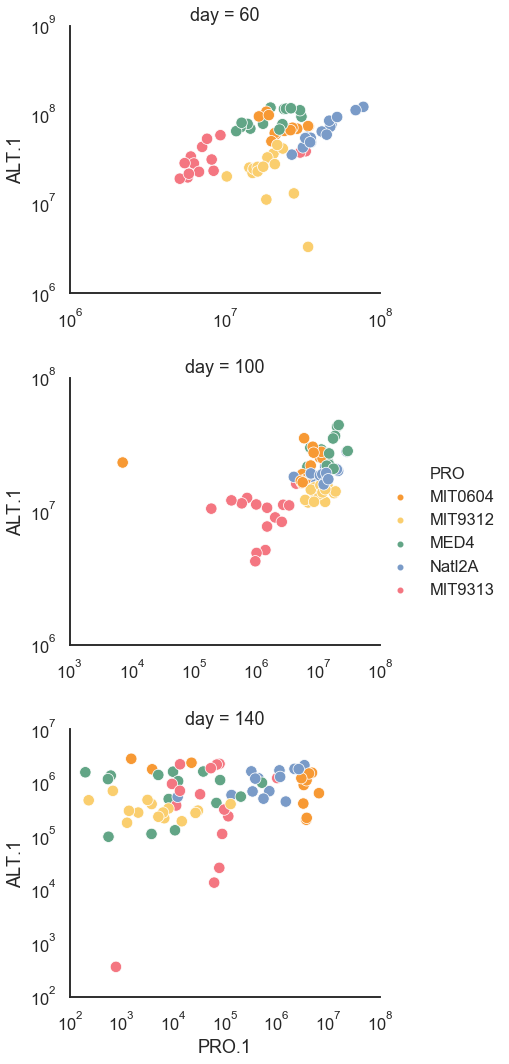 day = 60
10^9
10^8
10^7
10^6
ALT.1
10^6 10^7 10^8
day = 100
10^8
10^7
10^6
ALT.1
10^3 10^4 10^5 10^6 10^7 10^8
PRO
MIT0604
MIT9312
MED4
Natl2A
MIT9313
day = 140
10^7
10^6
10^5
10^4
10^3
10^2
ALT.1
10^2 10^3 10^4 10^5 10^6 10^7 10^8
PRO.1